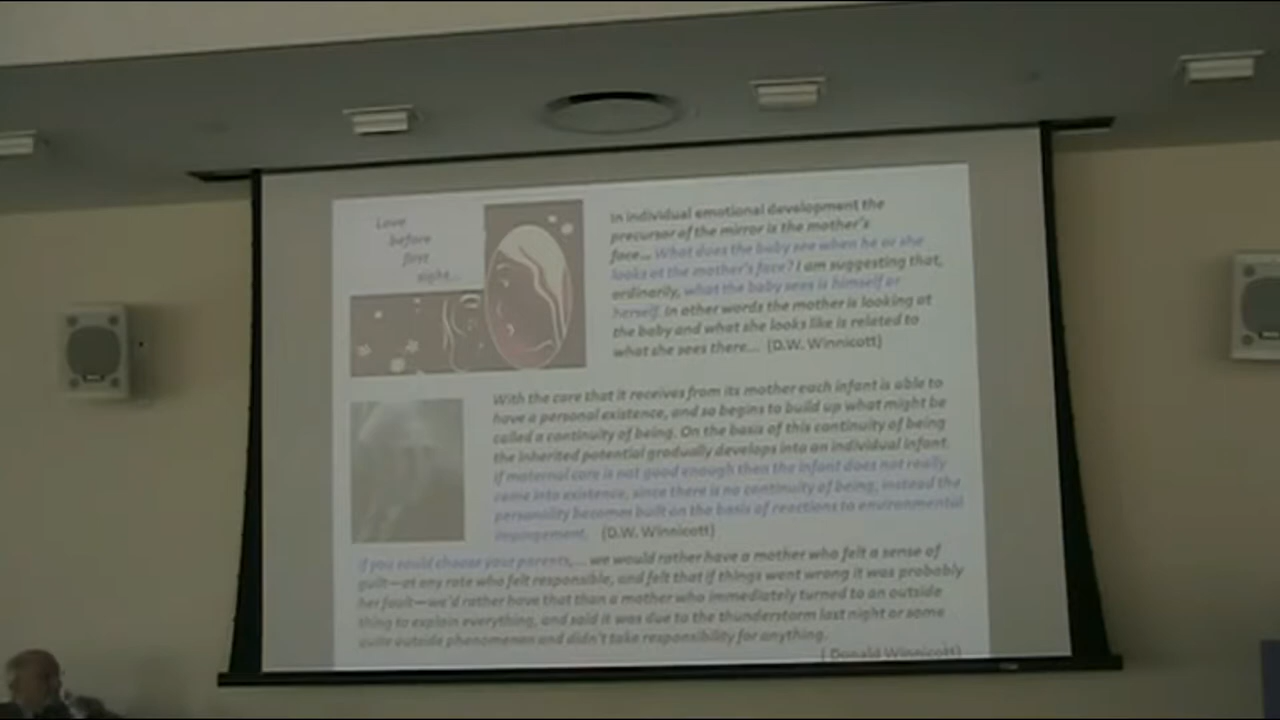 Love
before
first
sight...
In individual emotional development the
precursor of the mirror is the mother's
face... What does the baby see when he or she
looks at the mother's face? I am suggesting that,
ordinarily, what the baby sees is himself or
herself. In other words the mother is looking at
the baby and what she looks like is related to
what she sees there... (D.W. Winnicott)
With the care that it receives from its mother each infant is able to
have a personal existence, and so begins to build up what might be
called a continuity of being. On the basis of this continuity of being
the inherited potential gradually develops into an individual infant.
If maternal care is not good enough then the infant does not really
come into existence, since there is no continuity of being, instead the
personality becomes built on the basis of reactions to environmental
impingement. (D.W. Winnicott)
If you could choose your parents,... we would rather have a mother who felt a sense of
guilt—at any rate who felt responsible, and felt that if things went wrong it was probably
her fault—we'd rather have that than a mother who immediately turned to an outside
thing to explain everything, and said it was due to the thunderstorm last night or some
quite outside phenomenon and didn't take responsibility for anything.
( Donald Winnicott)